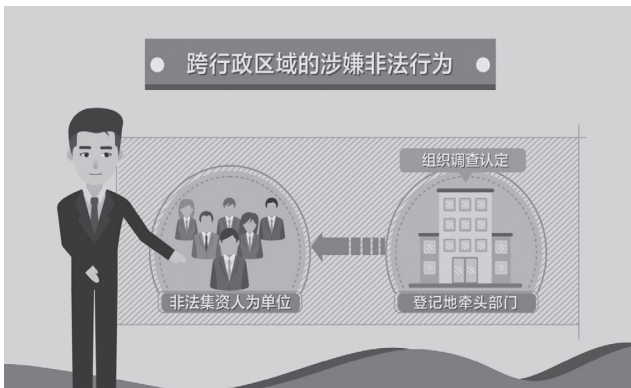 跨行政区域的涉嫌非法行为
组织调查认定
非法集资人为单位
登记地牵头部门